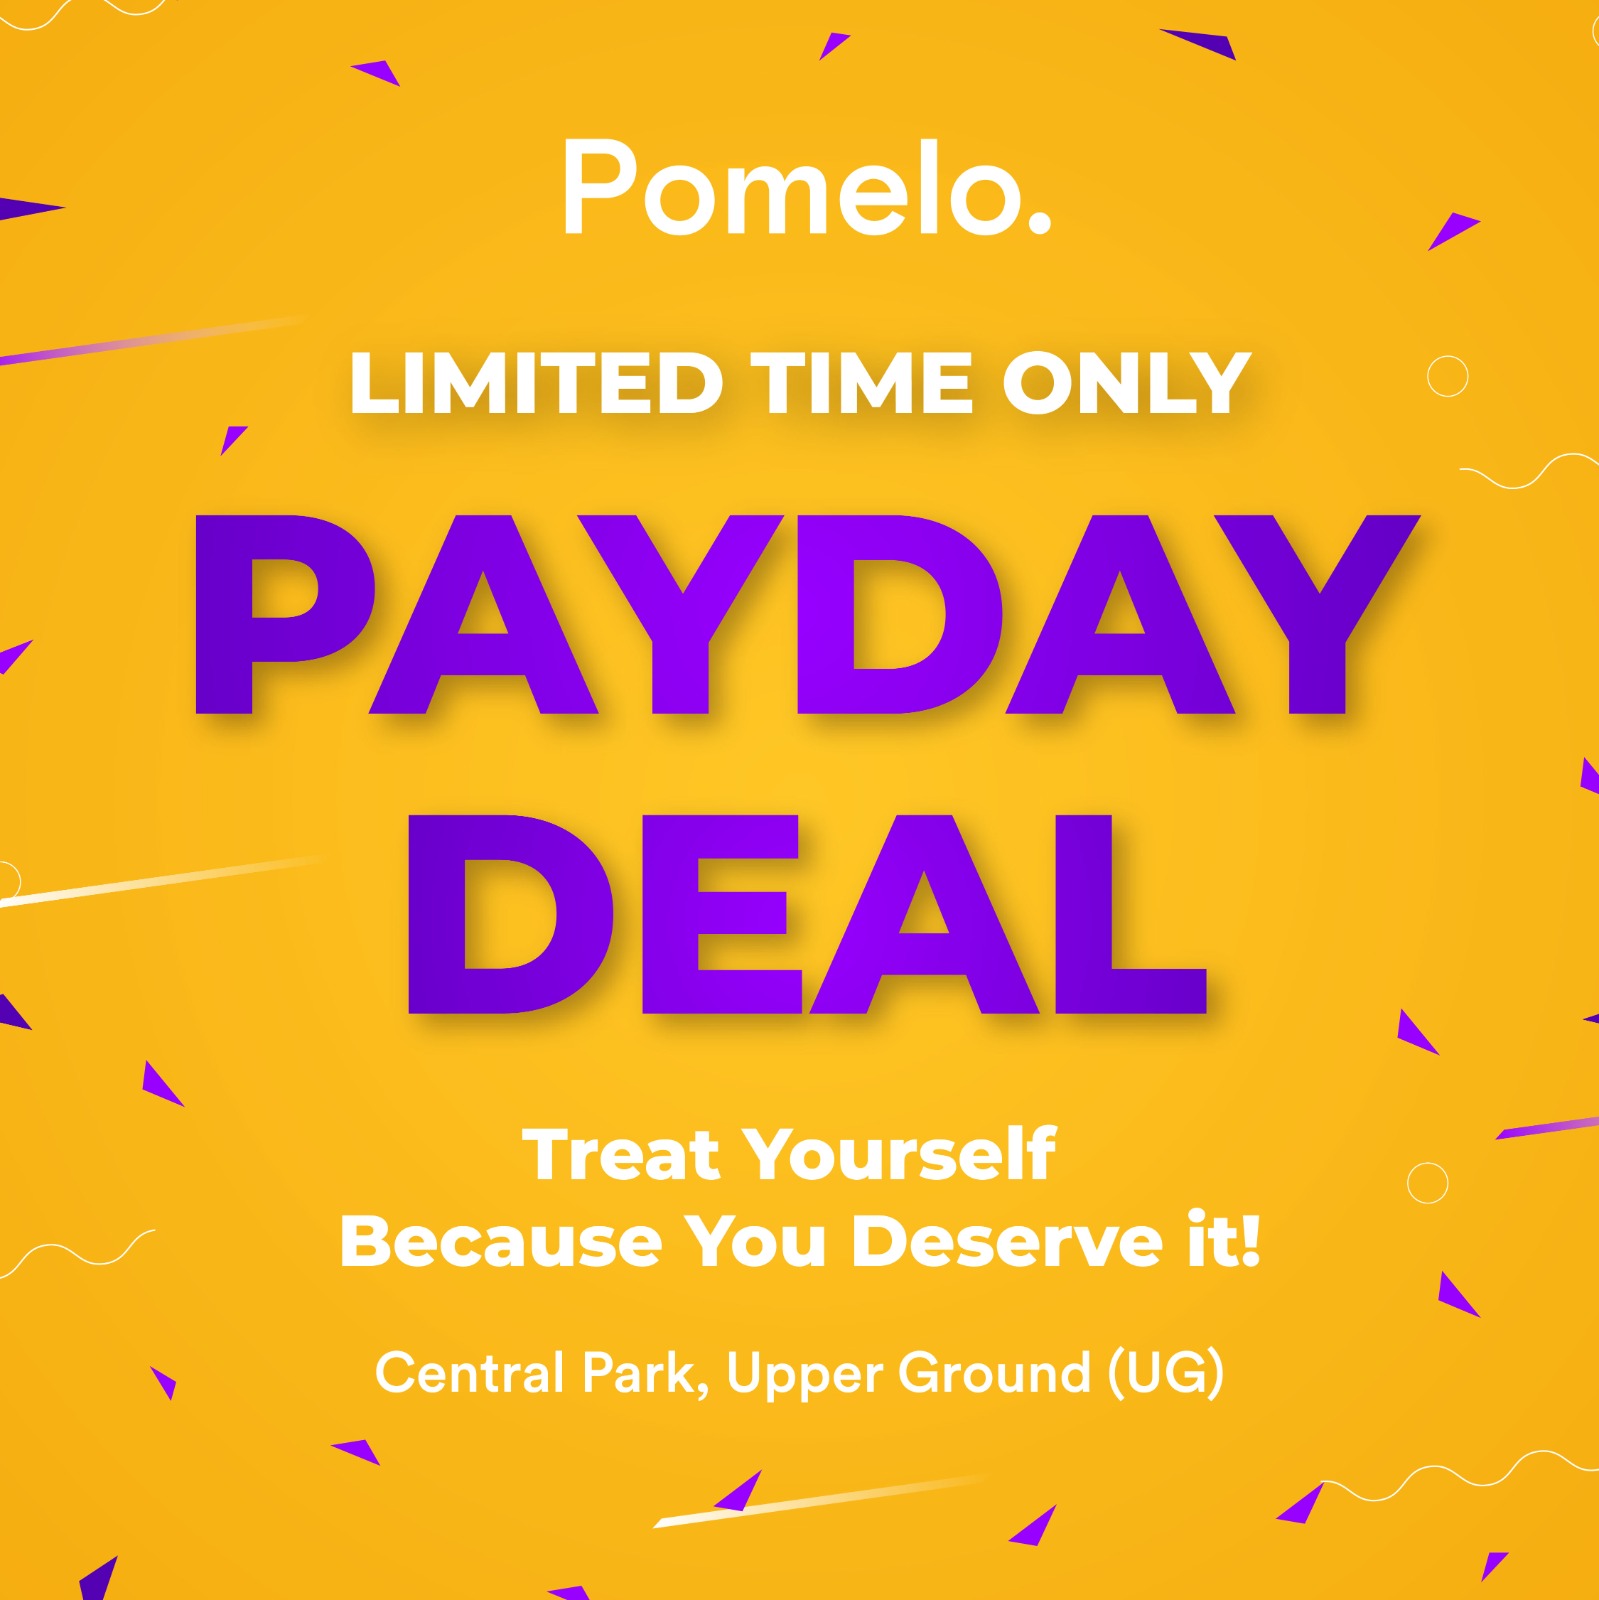 Pomelo.
LIMITED TIME ONLY
PAYDAY
DEAL
Treat Yourself
Because You Deserve it!
Central Park, Upper Ground (UG)